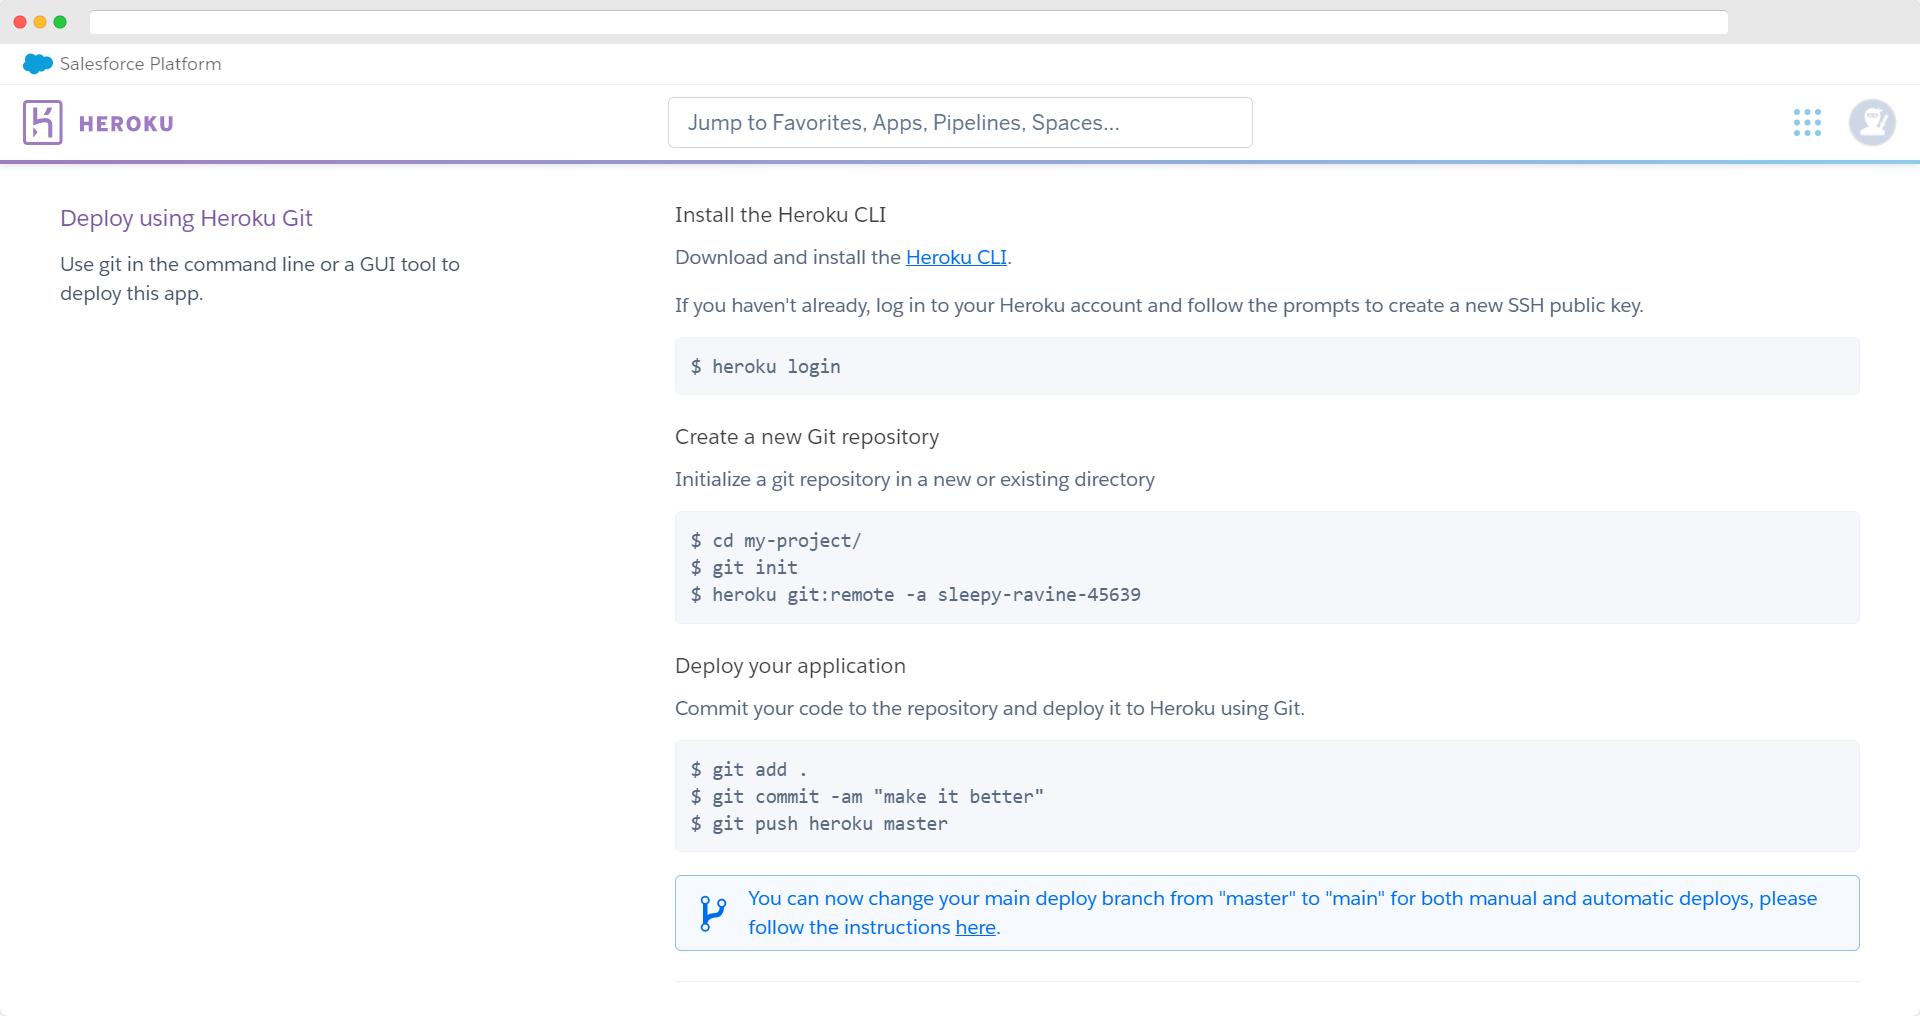 Salesforce Platform
HEROKU
Jump to Favorites, Apps, Pipelines, Spaces...
Deploy using Heroku Git
Use git in the command line or a GUI tool to
deploy this app.
Install the Heroku CLI
Download and install the Heroku CLI.
If you haven't already, log in to your Heroku account and follow the prompts to create a new SSH public key.
$ heroku login
Create a new Git repository
Initialize a git repository in a new or existing directory
$ cd my-project/
$ git init
$ heroku git:remote -a sleepy-ravine-45639
Deploy your application
Commit your code to the repository and deploy it to Heroku using Git.
$ git add .
$ git commit -am "make it better"
$ git push heroku master
You can now change your main deploy branch from "master" to "main" for both manual and automatic deploys, please
follow the instructions here.